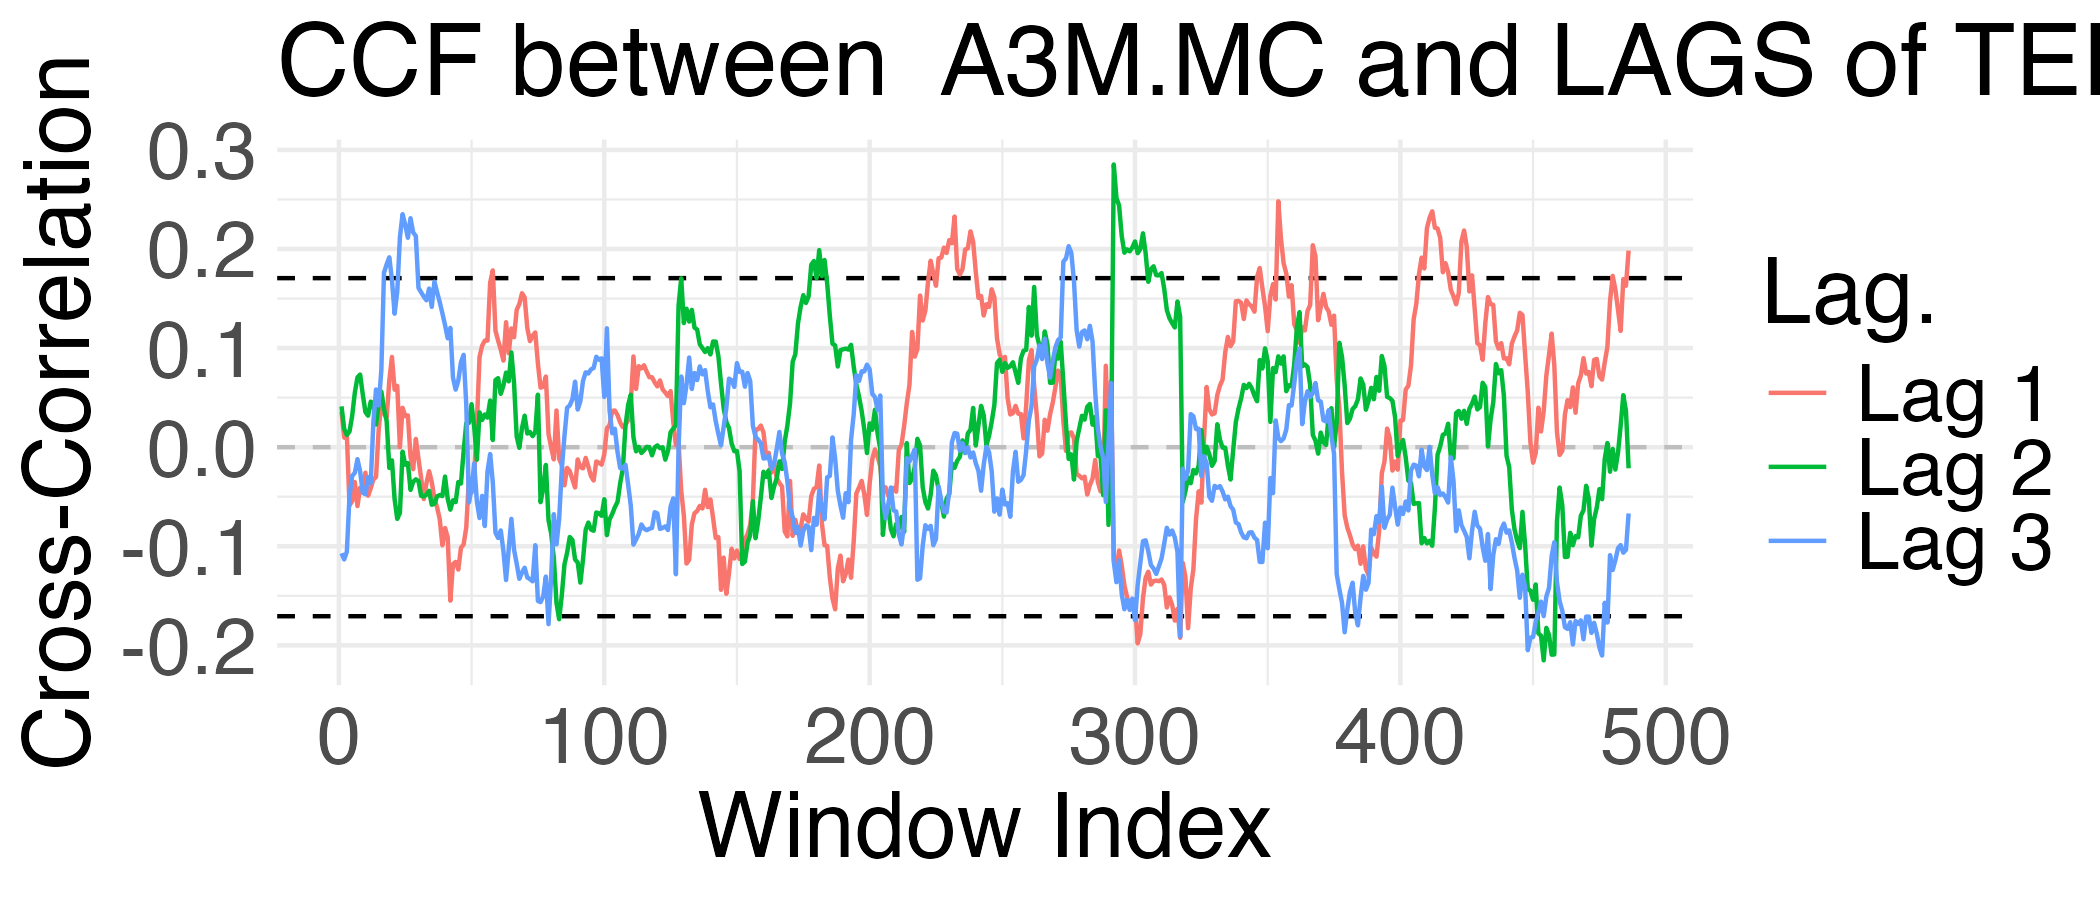 CCF between  A3M.MC and LAGS of
Cross-Correlation
0.3
0.2
0.1
0.0
-0.1
-0.2
0 100 200 300 400 500
Window Index
Lag.
Lag 1
Lag 2
Lag 3